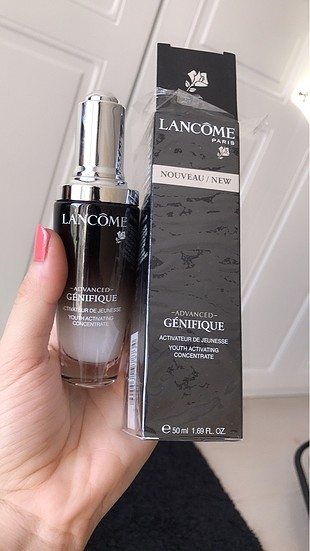 LANCÔME
-ADVANCED-
GÉNIFIQUE
ACTIVATEUR DE JEUNESSE
YOUTH ACTIVATING
CONCENTRATE
LANCÔME
PARIS
NOUVEAU / NEW
-ADVANCED-
GÉNIFIQUE
ACTIVATEUR DE JEUNESSE
YOUTH ACTIVATING
CONCENTRATE
℮ 50 ml 1.69 FL. OZ.